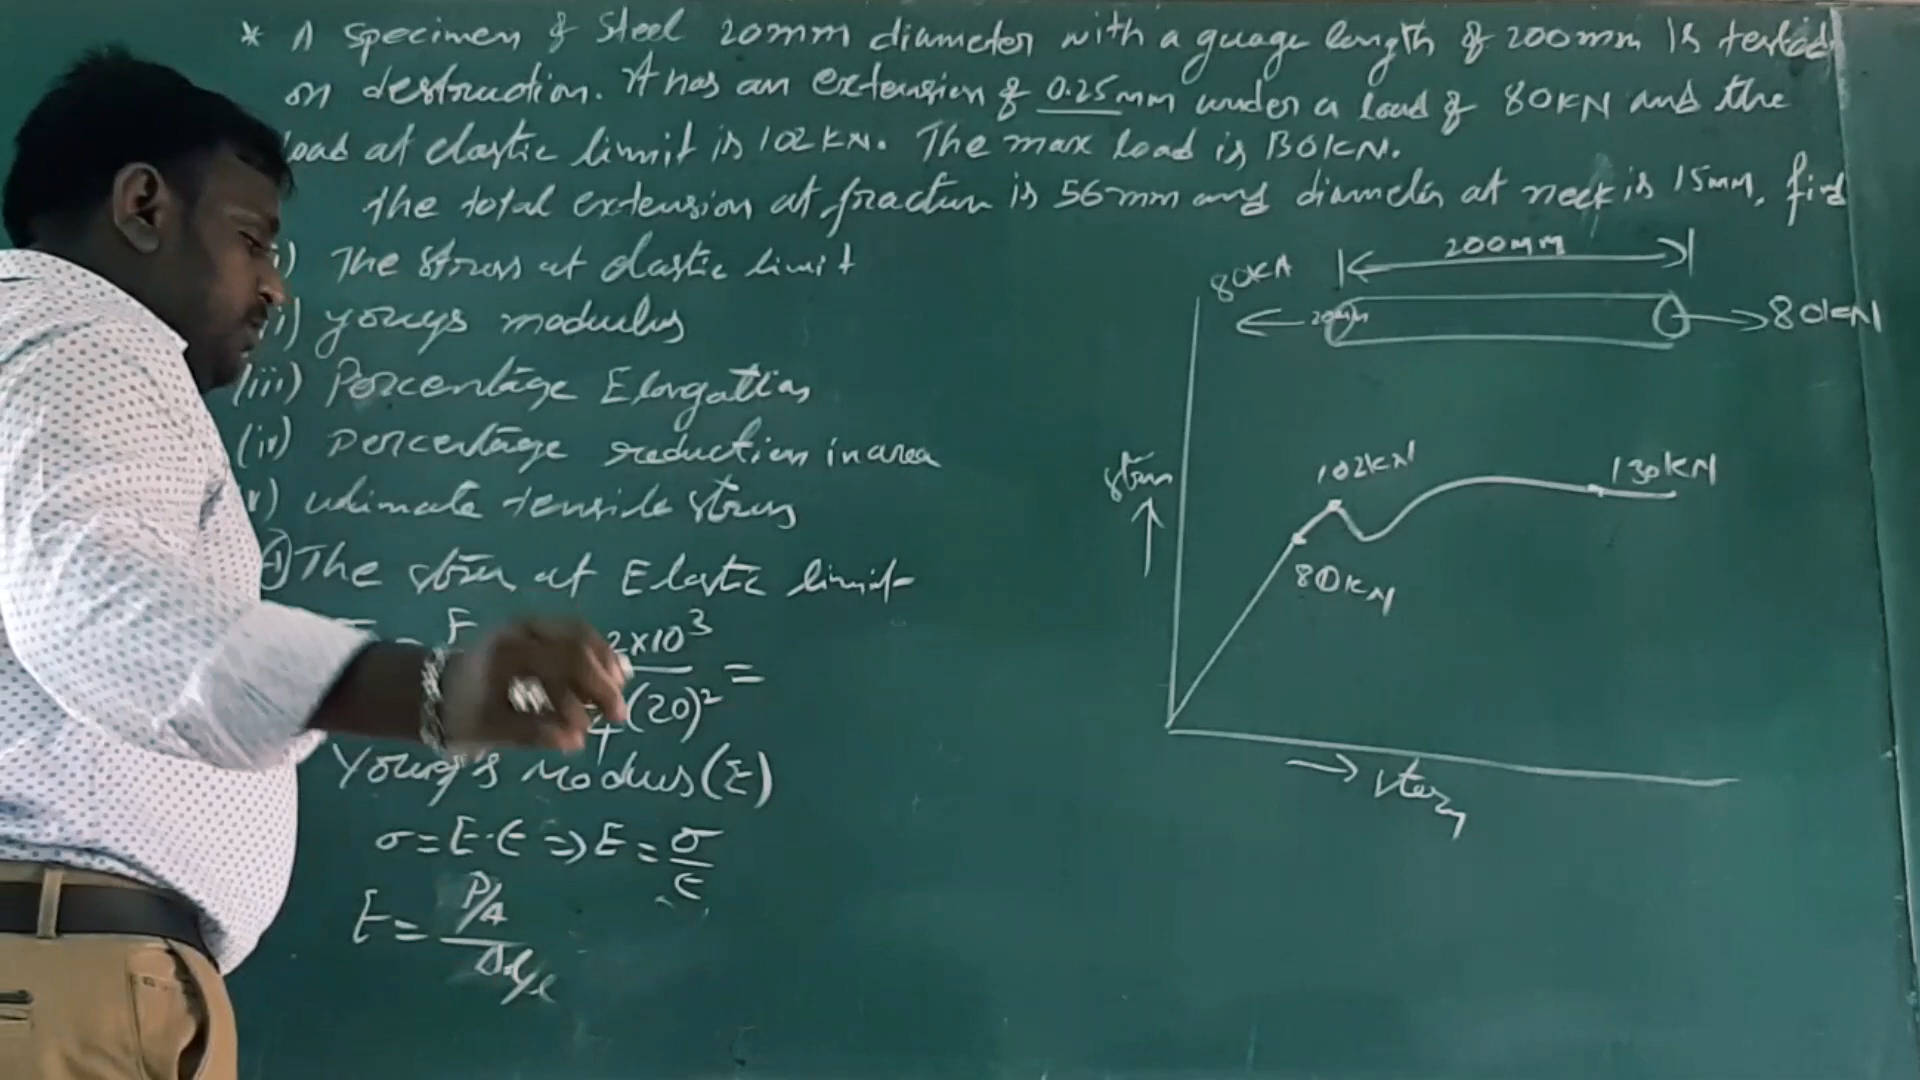 * A specimen of steel 20mm diameter with a guage length of 200mm is tested
on destruction. It has an extension of 0.25mm under a load of 80KN and the
load at elastic limit is 102KN. The max load is 130KN.
the total extension at fracture is 56mm and diameter at neck is 15mm, find
i) The stress at elastic limit
ii) youngs modulus
(iii) Percentage Elongation
(iv) percentage reduction in area
v) ultimate tensile stress
① The stress at Elastic limit
= F
2×10³
(20)² =
Young's Modus (Σ)
σ = E·Є => E = σ/Є
E = P/A
Δl/l
200mm
80KN
20mm
80KN
stress
102KN
130KN
80KN